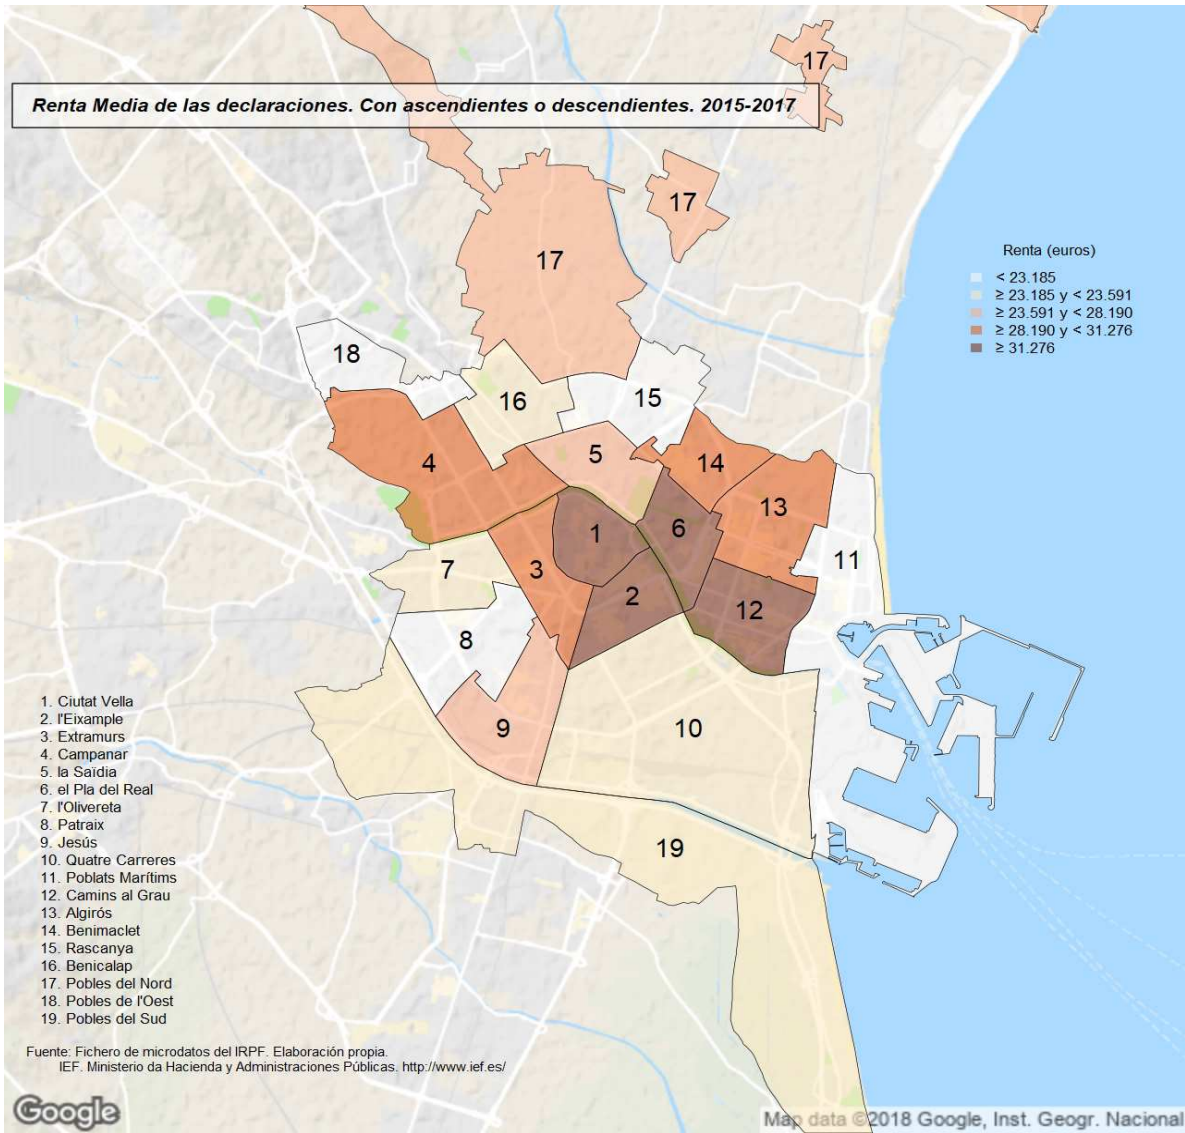 17
Renta Media de las declaraciones. Con ascendientes o descendientes. 2015-2017
17
17
Renta (euros)
< 23.185
≥ 23.185 y < 23.591
≥ 23.591 y < 28.190
≥ 28.190 y < 31.276
≥ 31.276
18
16
15
5
4
14
13
1
6
11
7
3
2
12
8
9
10
19
1. Ciutat Vella
2. l'Eixample
3. Extramurs
4. Campanar
5. la Saïdia
6. el Pla del Real
7. l'Olivereta
8. Patraix
9. Jesús
10. Quatre Carreres
11. Poblats Marítims
12. Camins al Grau
13. Algirós
14. Benimaclet
15. Rascanya
16. Benicalap
17. Pobles del Nord
18. Pobles de l'Oest
19. Pobles del Sud
Fuente: Fichero de microdatos del IRPF. Elaboración propia.
IEF. Ministerio da Hacienda y Administraciones Públicas. http://www.ief.es/
Google
Map data ©2018 Google, Inst. Geogr. Nacional